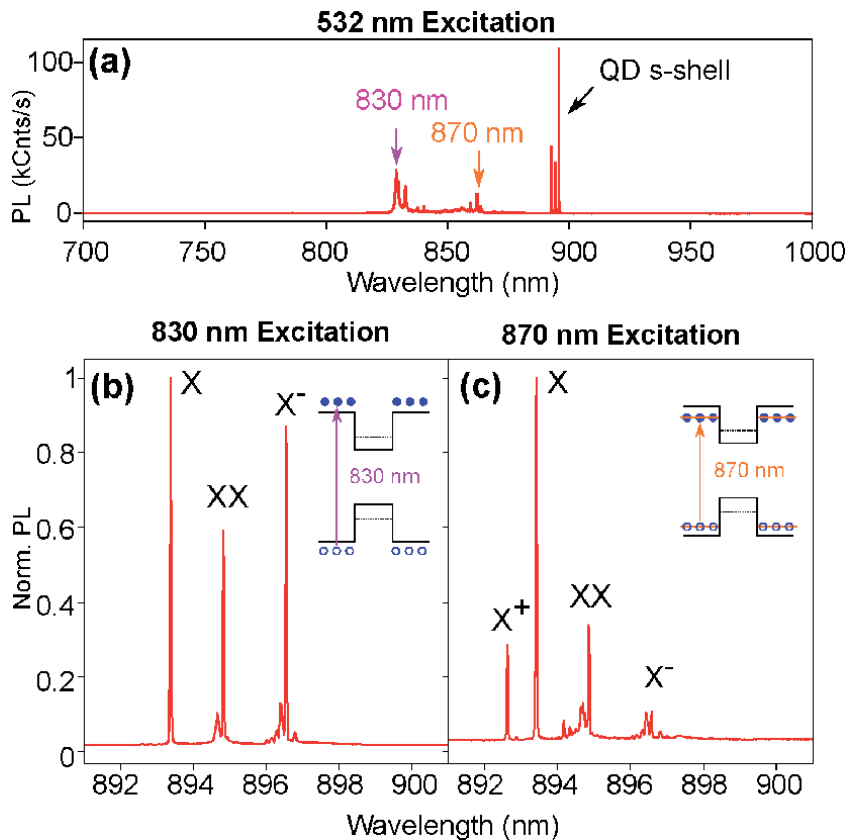 532 nm Excitation
(a)
PL (kCnts/s)
100
50
0
830 nm
870 nm
QD s-shell
700 750 800 850 900 950 1000
Wavelength (nm)
830 nm Excitation
870 nm Excitation
(b)
Norm. PL
1
0.8
0.6
0.4
0.2
0
X
XX
X-
830 nm
892 894 896 898 900
(c)
X+
X
XX
X-
870 nm
892 894 896 898 900
Wavelength (nm)